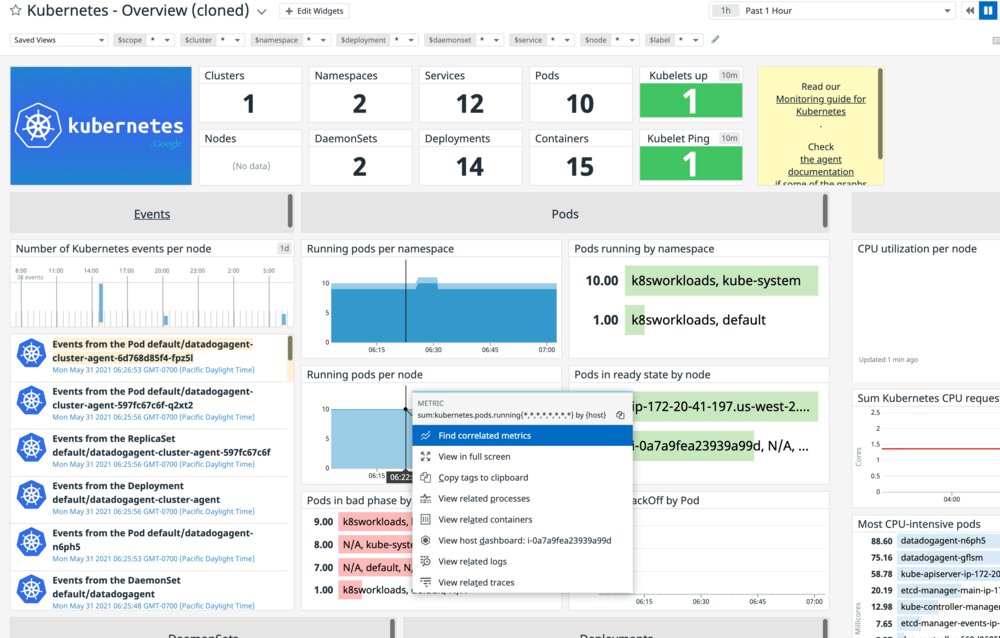 Kubernetes - Overview (cloned)
+ Edit Widgets
1h Past 1 Hour
Saved Views
$scope *
$cluster *
$namespace *
$deployment *
$daemonset *
$service *
$node *
$label *
kubernetes
by Google
Clusters
1
Namespaces
2
Services
12
Pods
10
Kubelets up 10m
1
Nodes
(No data)
DaemonSets
2
Deployments
14
Containers
15
Kubelet Ping 10m
1
Read our
Monitoring guide for
Kubernetes
.
Check
the agent
documentation
if some of the graphs
Events
Number of Kubernetes events per node 1d
8:00 11:00 14:00 17:00 20:00 23:00 2:00 5:00
38 events
Events from the Pod default/datadogagent-
cluster-agent-6d768d85f4-fpz5l
Mon May 31 2021 06:26:53 GMT-0700 (Pacific Daylight Time)
Events from the Pod default/datadogagent-
cluster-agent-597fc67c6f-q2xt2
Mon May 31 2021 06:25:56 GMT-0700 (Pacific Daylight Time)
Events from the ReplicaSet
default/datadogagent-cluster-agent-597fc67c6f
Mon May 31 2021 06:25:56 GMT-0700 (Pacific Daylight Time)
Events from the Deployment
default/datadogagent-cluster-agent
Mon May 31 2021 06:25:56 GMT-0700 (Pacific Daylight Time)
Events from the Pod default/datadogagent-
n6ph5
Mon May 31 2021 06:25:53 GMT-0700 (Pacific Daylight Time)
Events from the DaemonSet
default/datadogagent
Mon May 31 2021 06:25:48 GMT-0700 (Pacific Daylight Time)
Pods
Running pods per namespace
10
5
0
06:15 06:30 06:45 07:00
Pods running by namespace
10.00 k8sworkloads, kube-system
1.00 k8sworkloads, default
Running pods per node
10
5
0
06:15 06:22:
Pods in ready state by node
ip-172-20-41-197.us-west-2....
i-0a7a9fea23939a99d, N/A, ...
METRIC
sum:kubernetes.pods.running{*,*,*,*,*,*,*,*} by {host}
Find correlated metrics
View in full screen
Copy tags to clipboard
View related processes
View related containers
View host dashboard: i-0a7a9fea23939a99d
View related logs
View related traces
Pods in bad phase by
9.00 k8sworkloads,
8.00 N/A, kube-syste
7.00 N/A, default, N
1.00 k8sworkloads, default, N/A
ackOff by Pod
06:15 06:30 06:45 07:00
CPU utilization per node
Updated 1 min ago
Sum Kubernetes CPU request
2.5
2
1.5
1
0.5
0
Cores
04:00
Most CPU-intensive pods
88.60 datadogagent-n6ph5
75.16 datadogagent-gflsm
58.78 kube-apiserver-ip-172-20
20.19 etcd-manager-main-ip-17
12.98 kube-controller-manager-
7.65 etcd-manager-events-ip-
Millicores
DaemonSets
Deployments